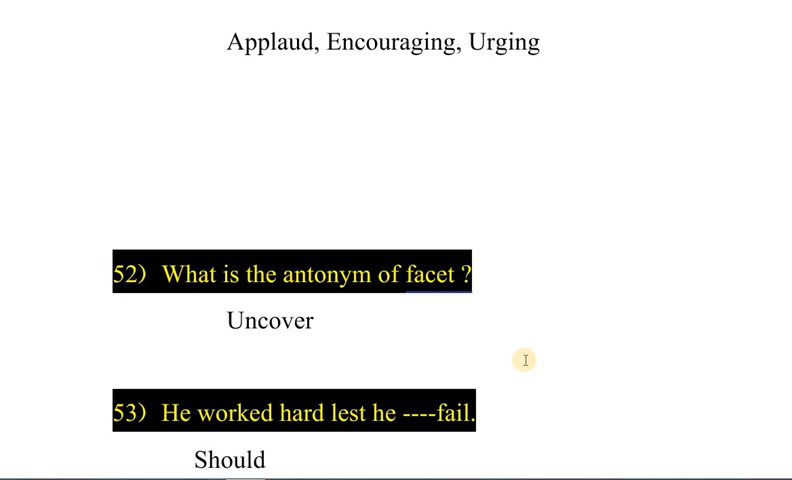 Applaud, Encouraging, Urging
52) What is the antonym of facet ?
Uncover
53) He worked hard lest he ----fail.
Should